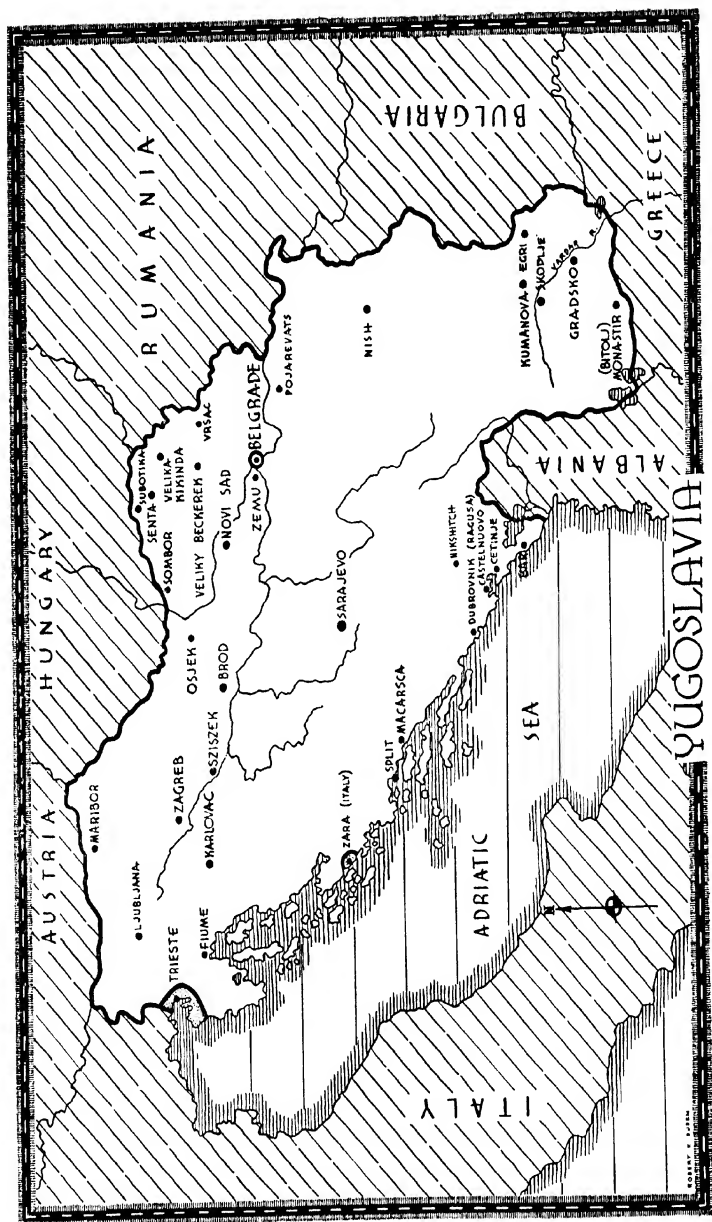 AUSTRIA
HUNGARY
RUMANIA
BULGARIA
GREECE
ALBANIA
ITALY
ADRIATIC
SEA
MARIBOR
LJUBLJANA
TRIESTE
FIUME
ZAGREB
KARLOVAC
SZISZEK
OSJEK
BROD
SUBOTIKA
SENTA
SOMBOR
VELIKA
KIKINDA
VELIKY BECKEREK
VRSAC
NOVI SAD
ZEMU
BELGRADE
POJAREVATS
NISH
SARAJEVO
ZARA (ITALY)
SPLIT
MACARSCA
NIKSHITCH
DUBROVNIK (RAGUSA)
CASTELNUOVO
CETINJE
BAR
KUMANOVA
EGRI
SKOPLJE
VARDAR R.
GRADSKO
(BITOLJ)
MONASTIR
N
YUGOSLAVIA